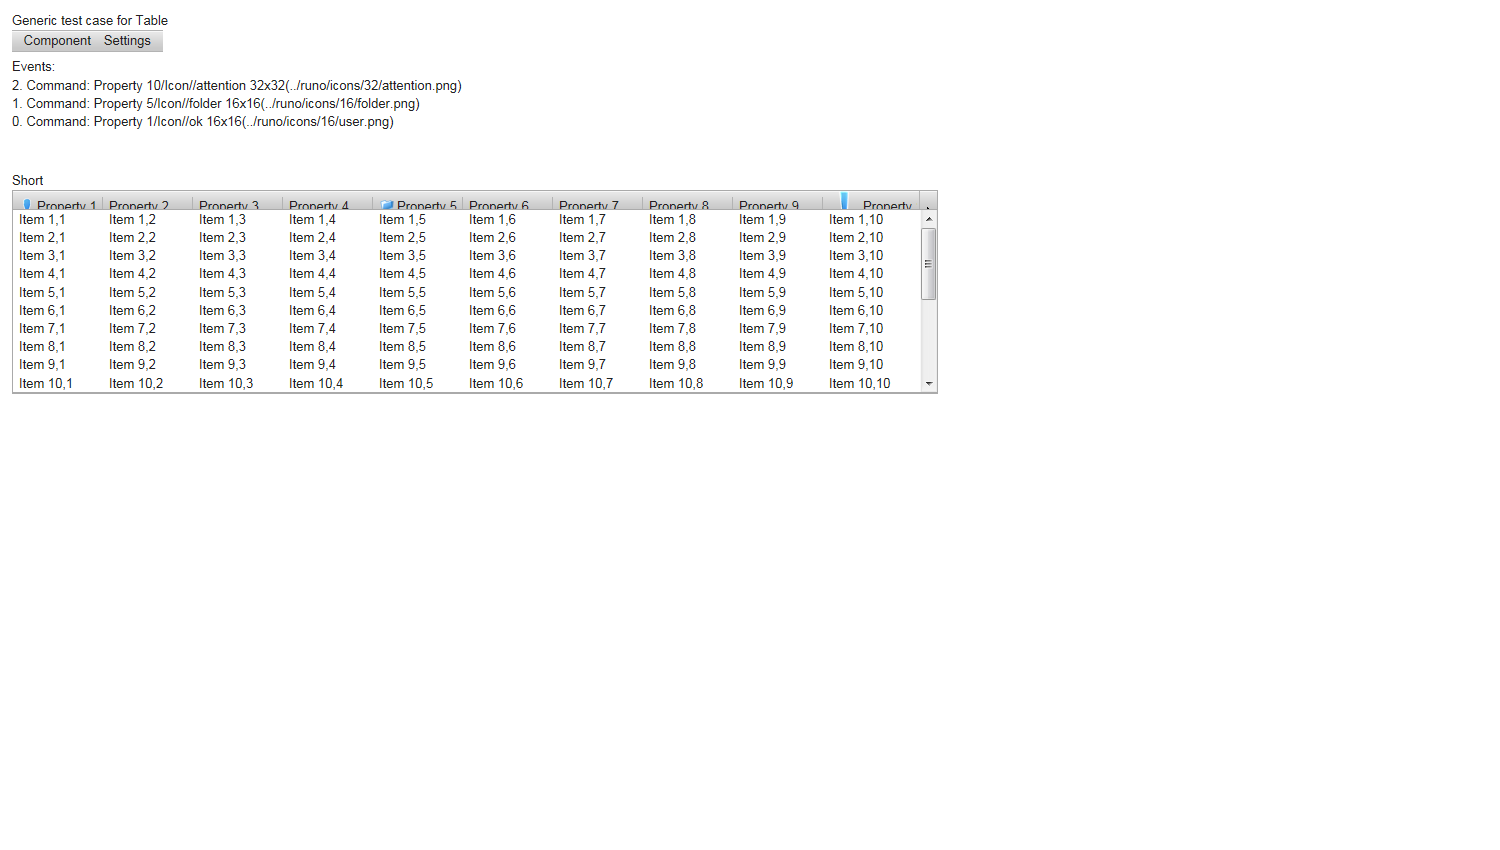 Generic test case for Table
Component Settings
Events:
2. Command: Property 10/Icon//attention 32x32(../runo/icons/32/attention.png)
1. Command: Property 5/Icon//folder 16x16(../runo/icons/16/folder.png)
0. Command: Property 1/Icon//ok 16x16(../runo/icons/16/user.png)
Short
Property 1 Property 2 Property 3 Property 4 Property 5 Property 6 Property 7 Property 8 Property 9 Property
Item 1,1 Item 1,2 Item 1,3 Item 1,4 Item 1,5 Item 1,6 Item 1,7 Item 1,8 Item 1,9 Item 1,10
Item 2,1 Item 2,2 Item 2,3 Item 2,4 Item 2,5 Item 2,6 Item 2,7 Item 2,8 Item 2,9 Item 2,10
Item 3,1 Item 3,2 Item 3,3 Item 3,4 Item 3,5 Item 3,6 Item 3,7 Item 3,8 Item 3,9 Item 3,10
Item 4,1 Item 4,2 Item 4,3 Item 4,4 Item 4,5 Item 4,6 Item 4,7 Item 4,8 Item 4,9 Item 4,10
Item 5,1 Item 5,2 Item 5,3 Item 5,4 Item 5,5 Item 5,6 Item 5,7 Item 5,8 Item 5,9 Item 5,10
Item 6,1 Item 6,2 Item 6,3 Item 6,4 Item 6,5 Item 6,6 Item 6,7 Item 6,8 Item 6,9 Item 6,10
Item 7,1 Item 7,2 Item 7,3 Item 7,4 Item 7,5 Item 7,6 Item 7,7 Item 7,8 Item 7,9 Item 7,10
Item 8,1 Item 8,2 Item 8,3 Item 8,4 Item 8,5 Item 8,6 Item 8,7 Item 8,8 Item 8,9 Item 8,10
Item 9,1 Item 9,2 Item 9,3 Item 9,4 Item 9,5 Item 9,6 Item 9,7 Item 9,8 Item 9,9 Item 9,10
Item 10,1 Item 10,2 Item 10,3 Item 10,4 Item 10,5 Item 10,6 Item 10,7 Item 10,8 Item 10,9 Item 10,10